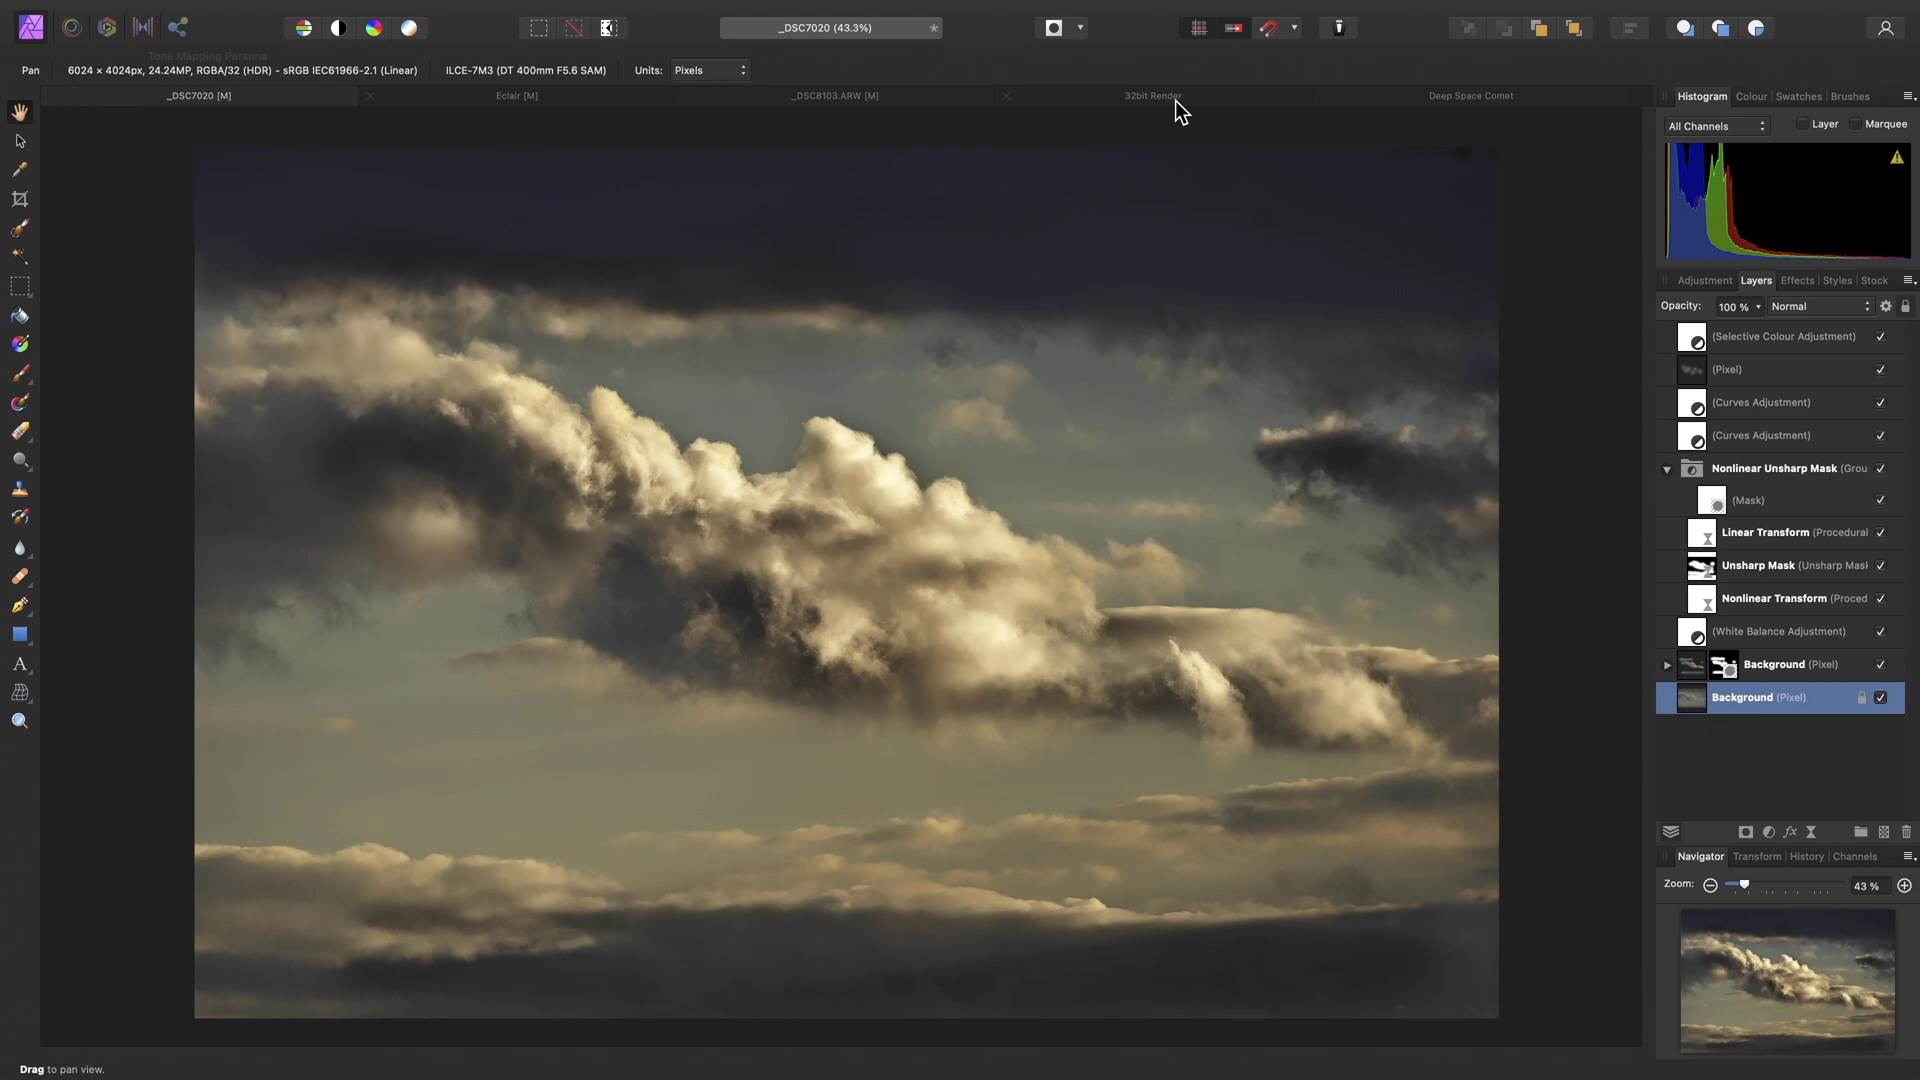 _DSC7020 (43.3%)
Tone Mapping Persona
Pan
6024 × 4024px, 24.24MP, RGBA/32 (HDR) - sRGB IEC61966-2.1 (Linear)
ILCE-7M3 (DT 400mm F5.6 SAM)
Units:
Pixels
_DSC7020 [M]
Eclair [M]
_DSC8103.ARW [M]
32bit Render
Deep Space Comet
Histogram
Colour
Swatches
Brushes
All Channels
Layer
Marquee
Adjustment
Layers
Effects
Styles
Stock
Opacity:
100 %
Normal
(Selective Colour Adjustment)
(Pixel)
(Curves Adjustment)
(Curves Adjustment)
Nonlinear Unsharp Mask (Grou
(Mask)
Linear Transform (Procedural
Unsharp Mask (Unsharp Mask
Nonlinear Transform (Proced
(White Balance Adjustment)
Background (Pixel)
Background (Pixel)
Navigator
Transform
History
Channels
Zoom:
43 %
Drag to pan view.